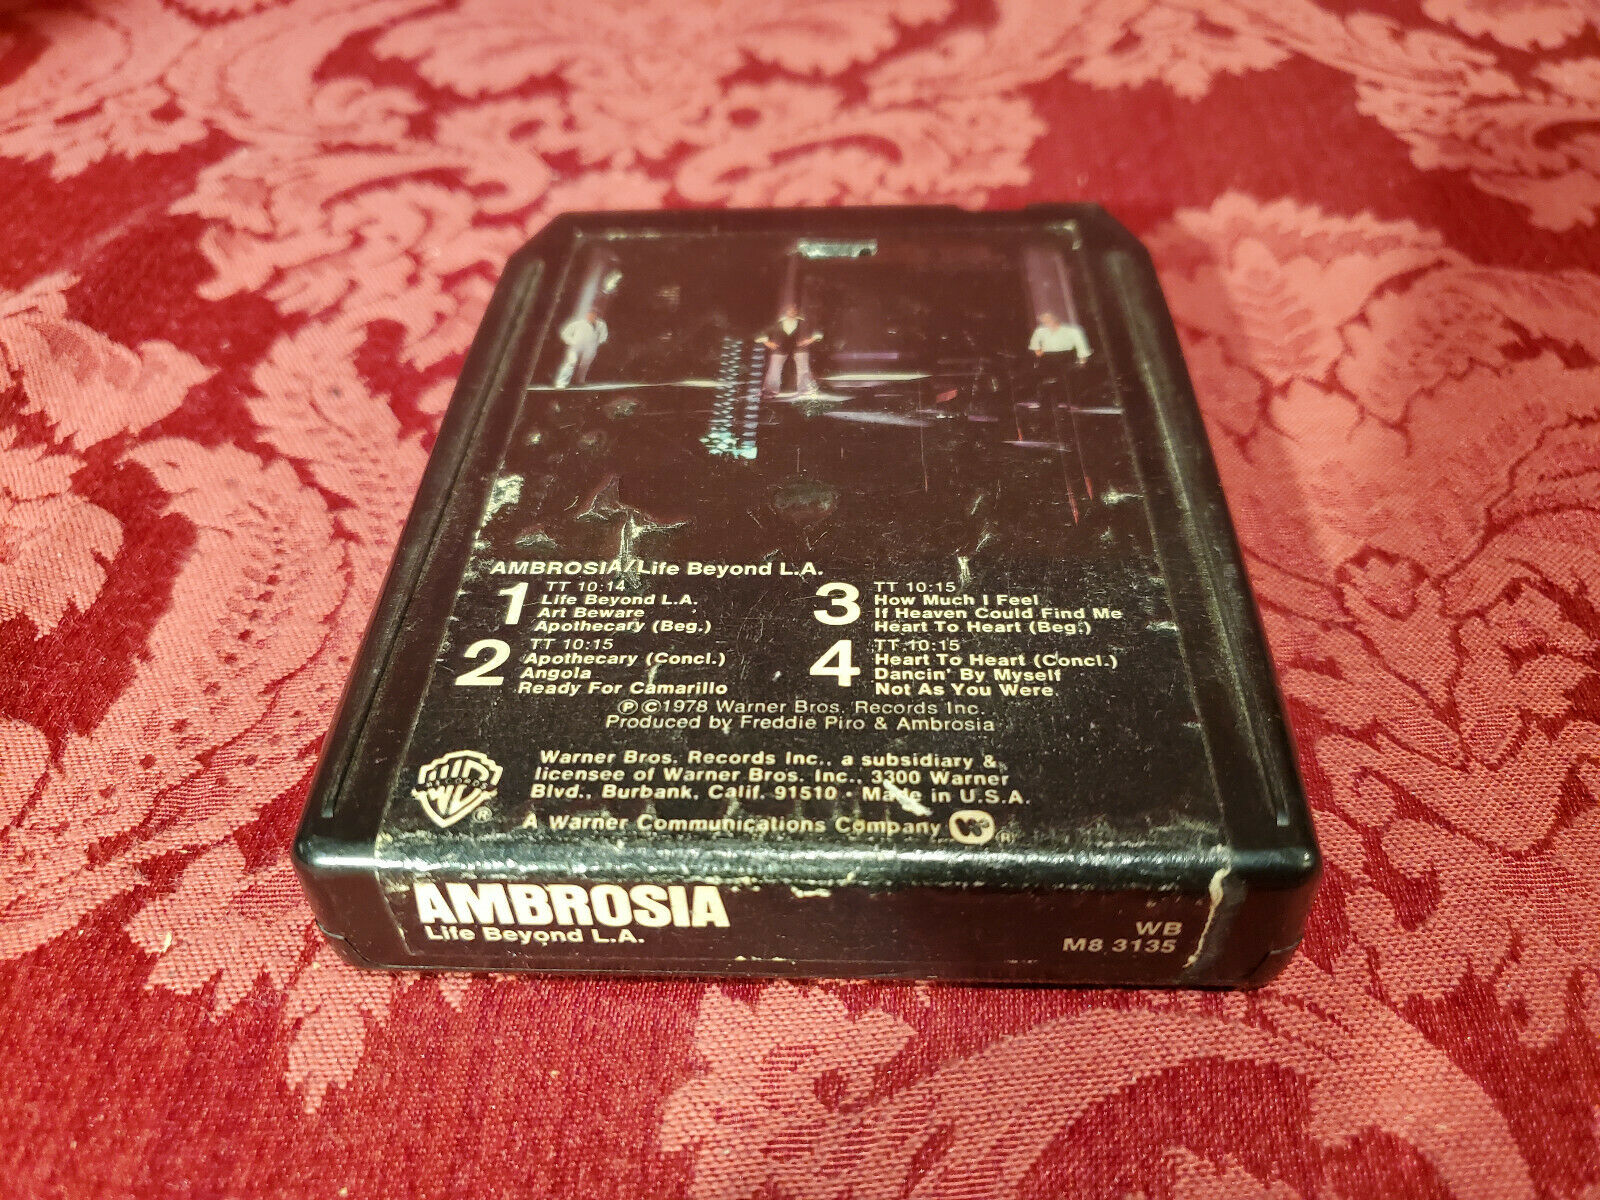 AMBROSIA/Life Beyond L.A.
1 TT 10:14
Life Beyond L.A.
Art Beware
Apothecary (Beg.)
2 TT 10:15
Apothecary (Concl.)
Angola
Ready For Camarillo
3 TT 10:15
How Much I Feel
If Heaven Could Find Me
Heart To Heart (Beg.)
4 TT 10:15
Heart To Heart (Concl.)
Dancin' By Myself
Not As You Were
℗©1978 Warner Bros. Records Inc.
Produced by Freddie Piro & Ambrosia
WB
RECORDS
®
Warner Bros. Records Inc., a subsidiary &
licensee of Warner Bros. Inc., 3300 Warner
Blvd., Burbank, Calif. 91510 • Made in U.S.A.
A Warner Communications Company ®
AMBROSIA
Life Beyond L.A.
WB
M8 3135